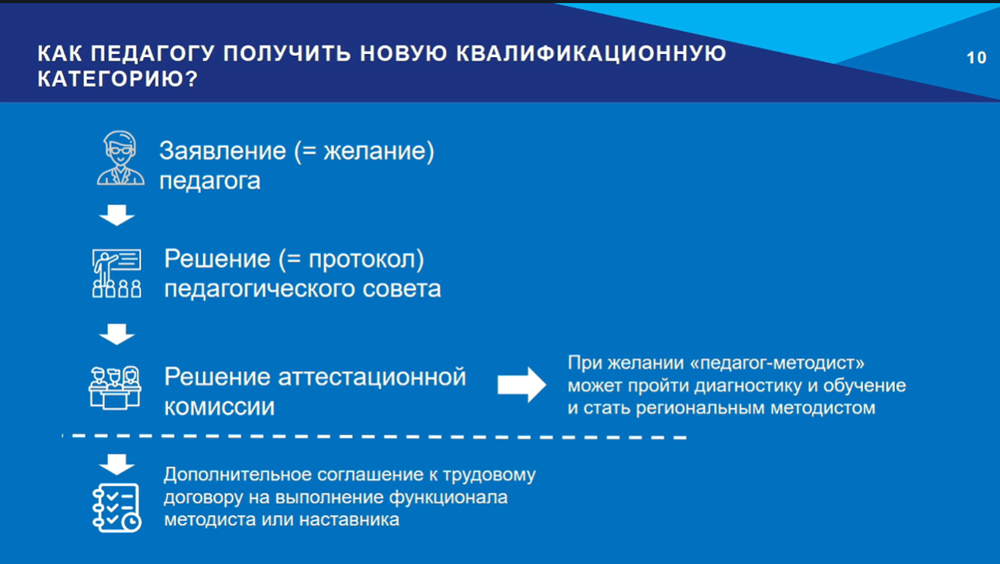 КАК ПЕДАГОГУ ПОЛУЧИТЬ НОВУЮ КВАЛИФИКАЦИОННУЮ
КАТЕГОРИЮ?
10
Заявление (= желание)
педагога
Решение (= протокол)
педагогического совета
Решение аттестационной
комиссии
При желании «педагог-методист»
может пройти диагностику и обучение
и стать региональным методистом
Дополнительное соглашение к трудовому
договору на выполнение функционала
методиста или наставника